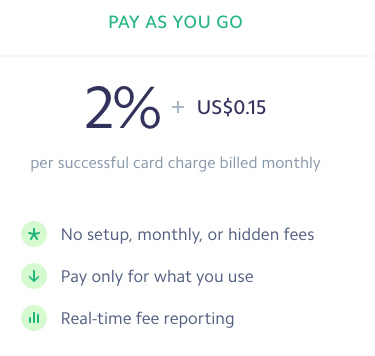 PAY AS YOU GO
2% + US$0.15
per successful card charge billed monthly
No setup, monthly, or hidden fees
Pay only for what you use
Real-time fee reporting